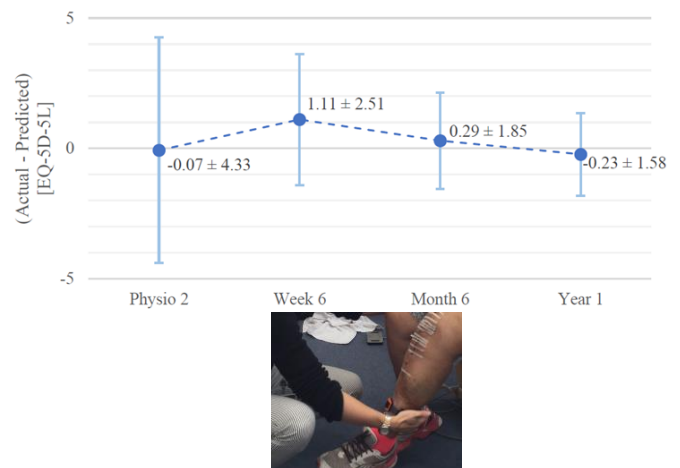 5
1.11 ± 2.51
0.29 ± 1.85
0
-0.07 ± 4.33
-0.23 ± 1.58
-5
(Actual - Predicted)
[EQ-5D-5L]
Physio 2 Week 6 Month 6 Year 1